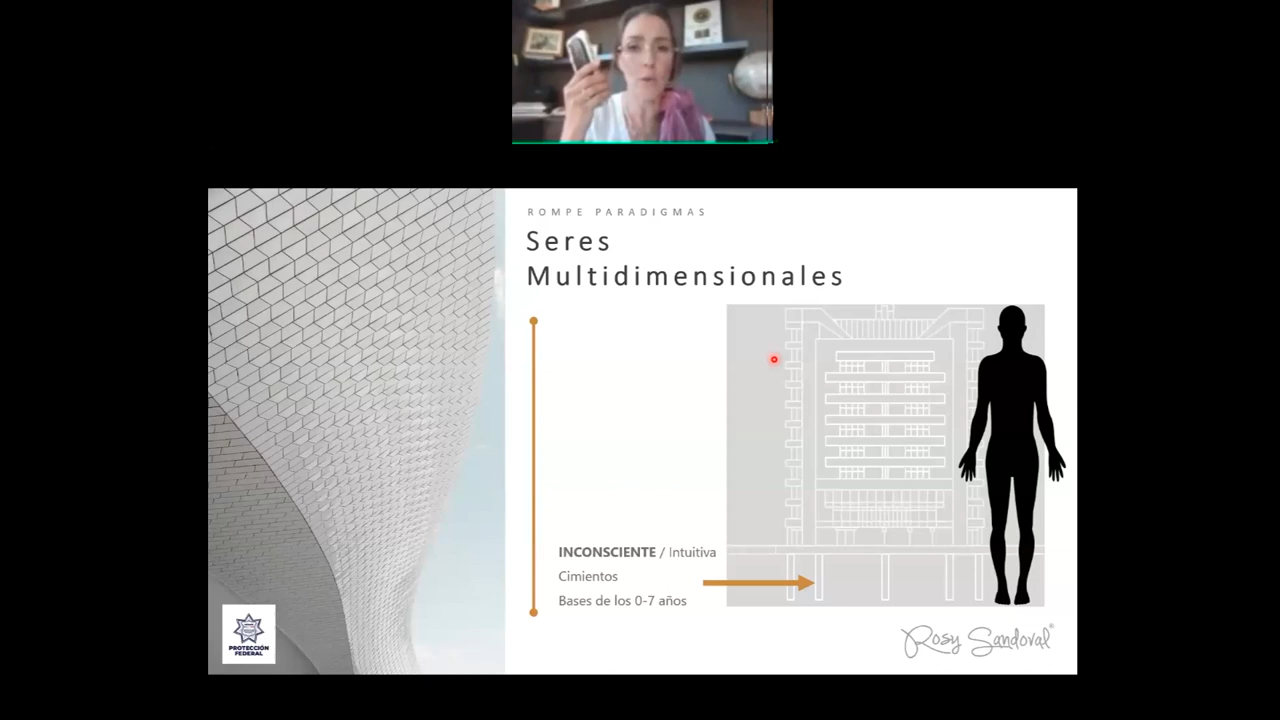 ROMPE PARADIGMAS
Seres
Multidimensionales
INCONSCIENTE / Intuitiva
Cimientos
Bases de los 0-7 años
PROTECCIÓN
FEDERAL
Rosy Sandoval®